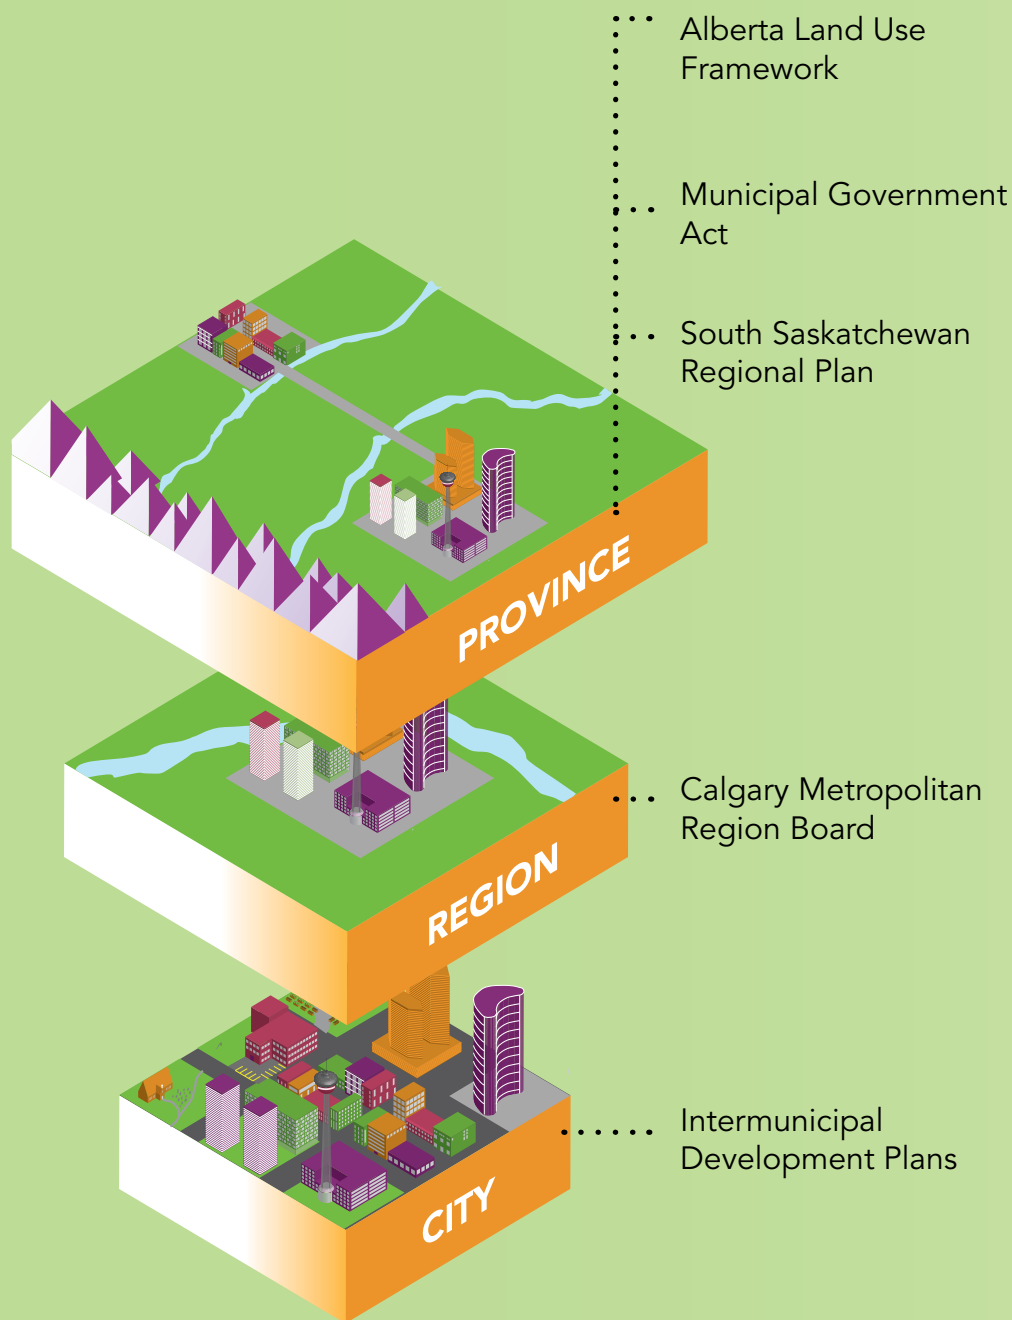 Alberta Land Use
Framework
Municipal Government
Act
South Saskatchewan
Regional Plan
PROVINCE
Calgary Metropolitan
Region Board
REGION
Intermunicipal
Development Plans
CITY